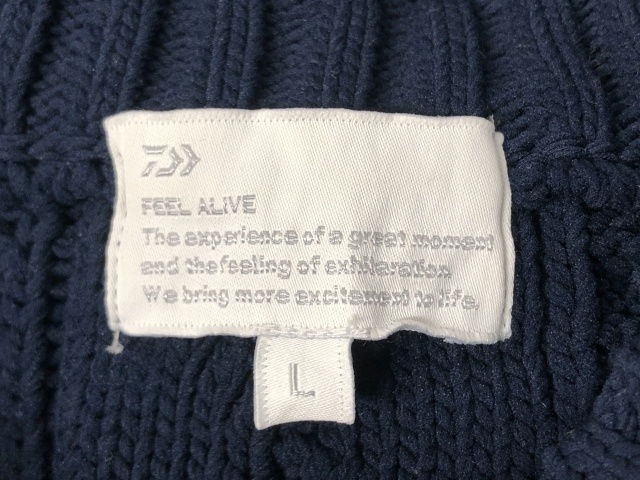 FEEL ALIVE
The experience of a great moment
and thefeeling of exhilaration
We bring more excitement to life.
L